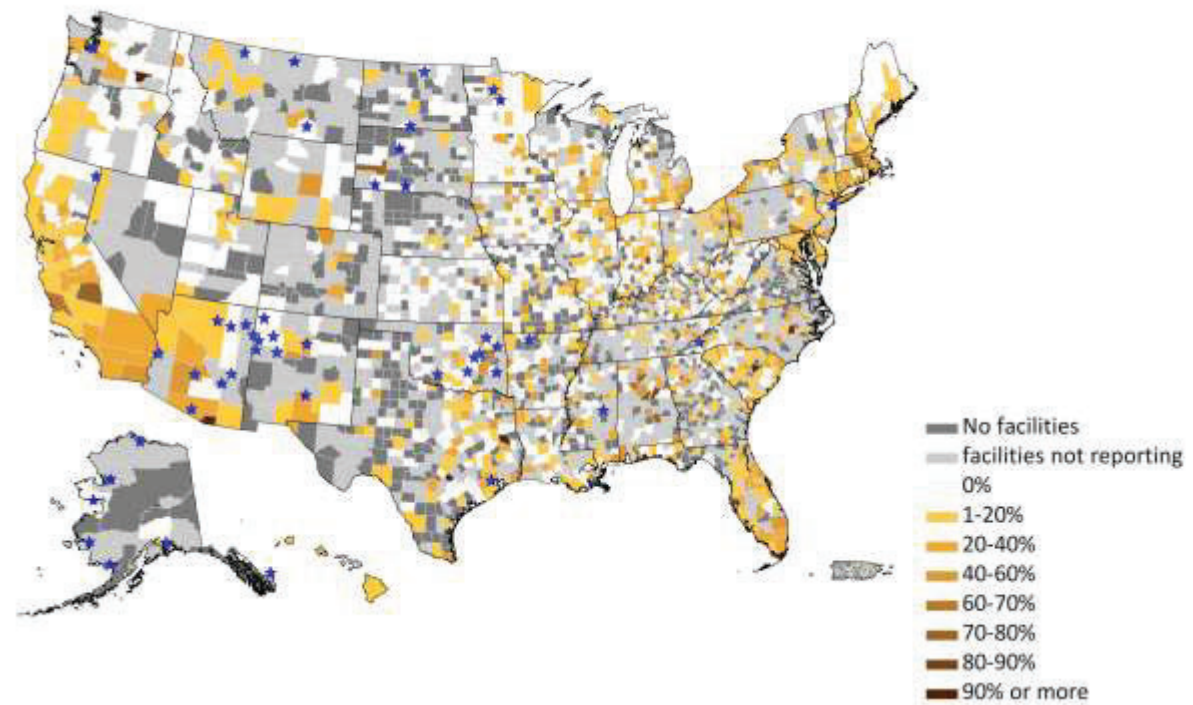 No facilities
facilities not reporting
0%
1-20%
20-40%
40-60%
60-70%
70-80%
80-90%
90% or more